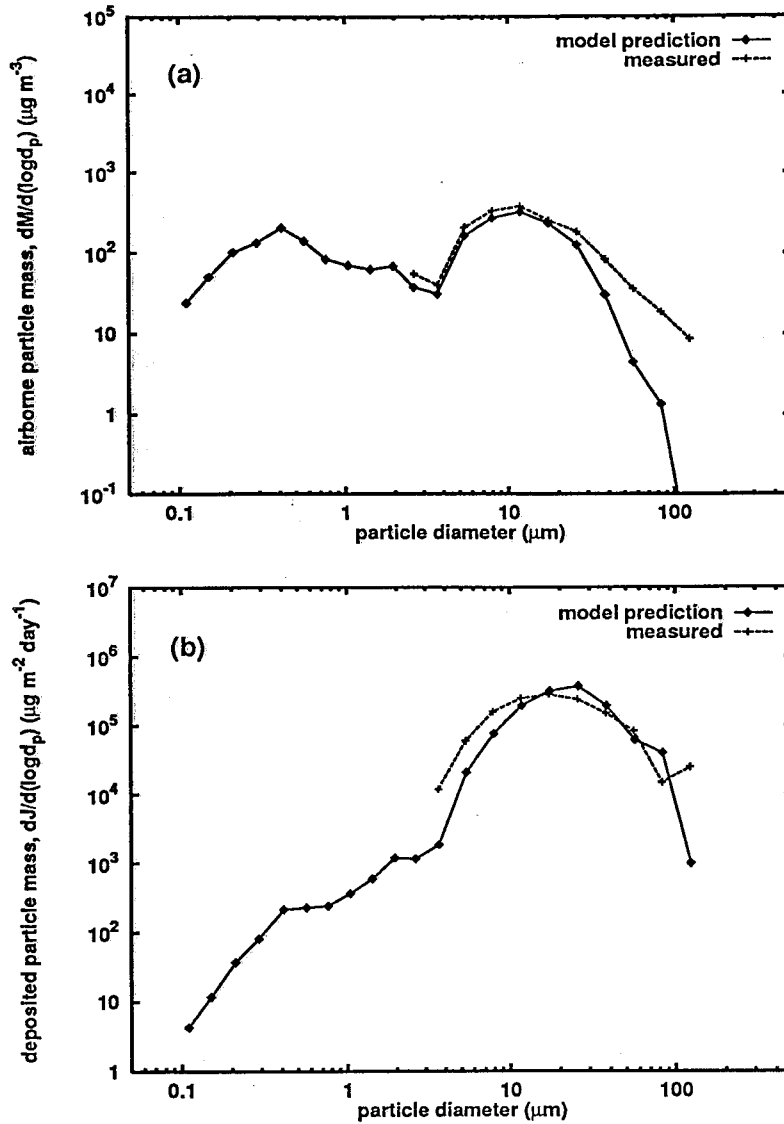 10^5
10^4
10^3
10^2
10
1
10^-1
airborne particle mass, dM/d(logd_p) (μg m^-3)
(a)
model prediction
measured
0.1 1 10 100
particle diameter (μm)
10^7
10^6
10^5
10^4
10^3
10^2
10
1
deposited particle mass, dJ/d(logd_p) (μg m^-2 day^-1)
(b)
model prediction
measured
0.1 1 10 100
particle diameter (μm)